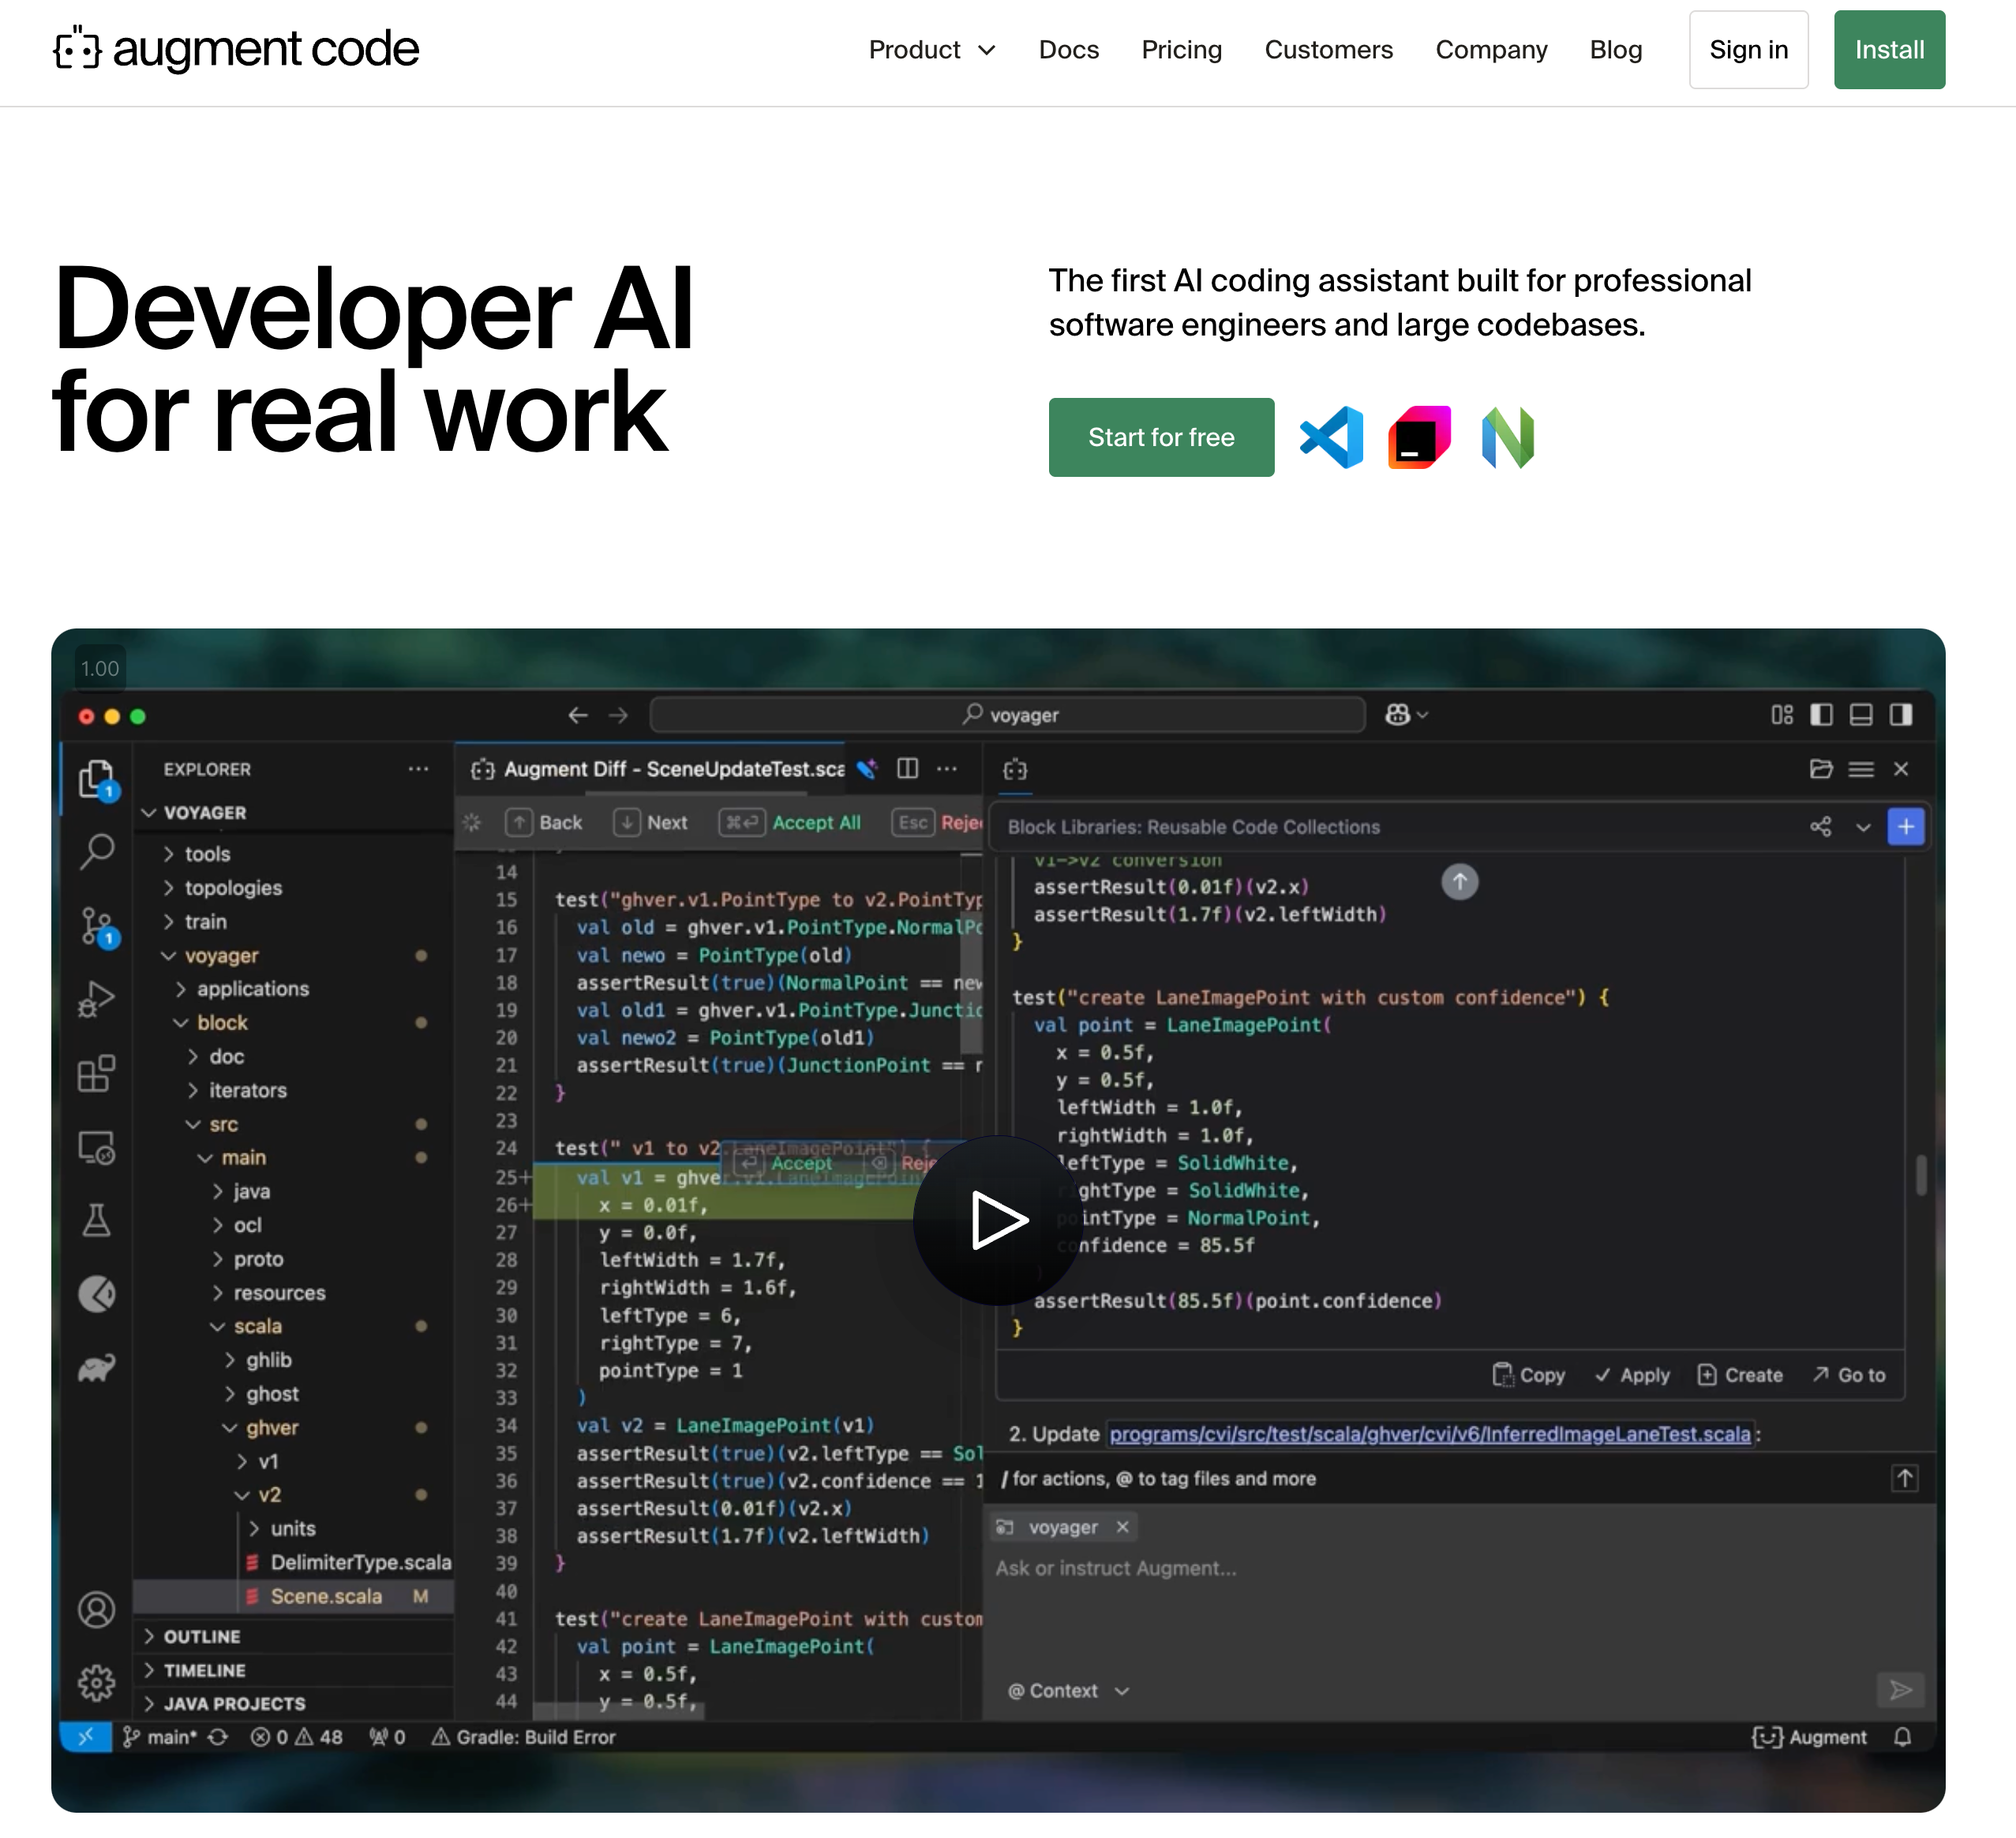 augment code
Product
Docs
Pricing
Customers
Company
Blog
Sign in
Install
Developer AI
for real work
The first AI coding assistant built for professional
software engineers and large codebases.
Start for free
1.00
voyager
EXPLORER
VOYAGER
tools
topologies
train
voyager
applications
block
doc
iterators
src
main
java
ocl
proto
resources
scala
ghlib
ghost
ghver
v1
v2
units
DelimiterType.scala
Scene.scala M
OUTLINE
TIMELINE
JAVA PROJECTS
Augment Diff - SceneUpdateTest.sca
Back
Next
⌘⏎ Accept All
Esc Reje
14
15 test("ghver.v1.PointType to v2.PointTyp
16 val old = ghver.v1.PointType.NormalPo
17 val newo = PointType(old)
18 assertResult(true)(NormalPoint == new
19 val old1 = ghver.v1.PointType.Junctio
20 val newo2 = PointType(old1)
21 assertResult(true)(JunctionPoint == r
22 }
23
24 test(" v1 to v2.LaneImagePoint") {
Accept
Reje
25+ val v1 = ghver.v1.LaneImagePoin
26+ x = 0.01f,
27 y = 0.0f,
28 leftWidth = 1.7f,
29 rightWidth = 1.6f,
30 leftType = 6,
31 rightType = 7,
32 pointType = 1
33 )
34 val v2 = LaneImagePoint(v1)
35 assertResult(true)(v2.leftType == Sol
36 assertResult(true)(v2.confidence == 1
37 assertResult(0.01f)(v2.x)
38 assertResult(1.7f)(v2.leftWidth)
39 }
40
41 test("create LaneImagePoint with custom
42 val point = LaneImagePoint(
43 x = 0.5f,
44 y = 0.5f,
Block Libraries: Reusable Code Collections
v1->v2 conversion
assertResult(0.01f)(v2.x)
assertResult(1.7f)(v2.leftWidth)
}
test("create LaneImagePoint with custom confidence") {
val point = LaneImagePoint(
x = 0.5f,
y = 0.5f,
leftWidth = 1.0f,
rightWidth = 1.0f,
leftType = SolidWhite,
ightType = SolidWhite,
ointType = NormalPoint,
confidence = 85.5f
)
assertResult(85.5f)(point.confidence)
}
Copy
Apply
Create
Go to
2. Update programs/cvi/src/test/scala/ghver/cvi/v6/InferredImageLaneTest.scala:
/ for actions, @ to tag files and more
voyager
Ask or instruct Augment...
@ Context
main*
0
48
0
Gradle: Build Error
Augment